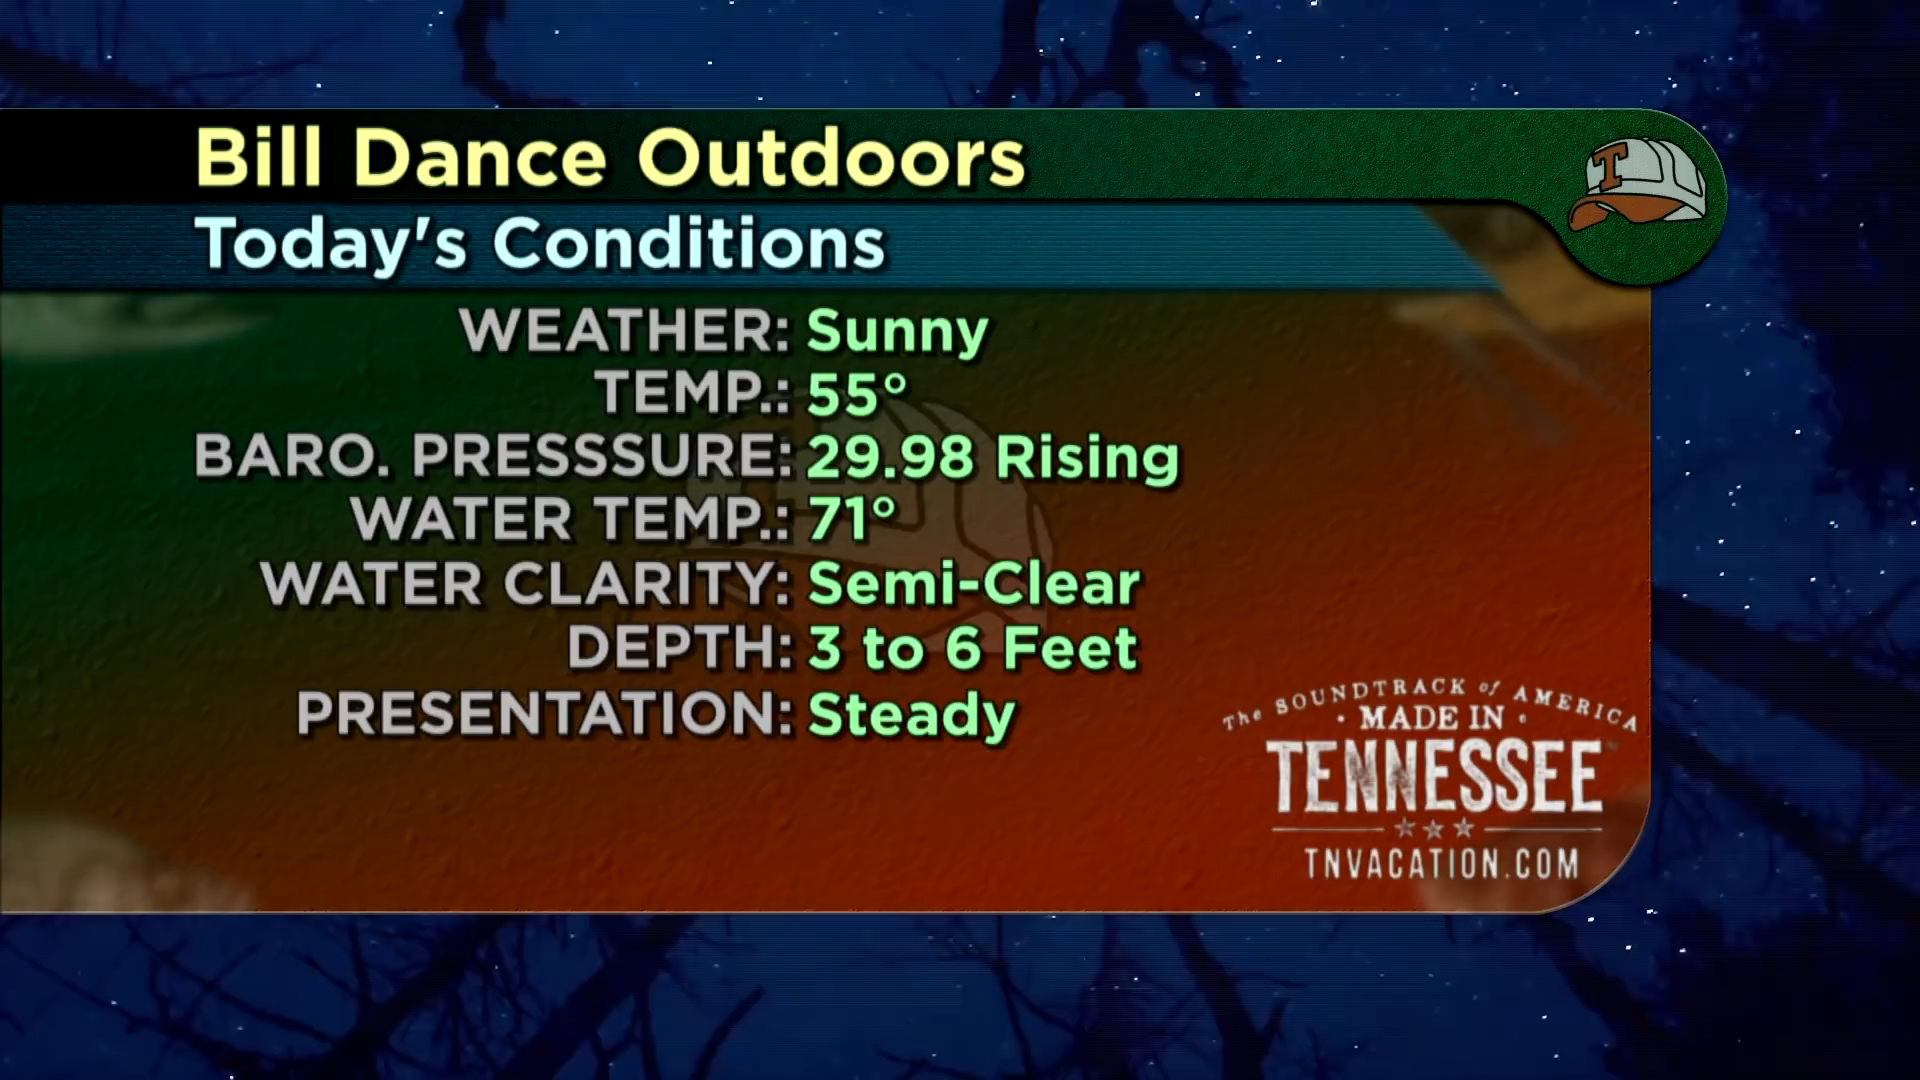 Bill Dance Outdoors
T
Today's Conditions
WEATHER: Sunny
TEMP.: 55°
BARO. PRESSSURE: 29.98 Rising
WATER TEMP.: 71°
WATER CLARITY: Semi-Clear
DEPTH: 3 to 6 Feet
PRESENTATION: Steady
The SOUNDTRACK of AMERICA
· MADE IN ·
TENNESSEE
TNVACATION.COM